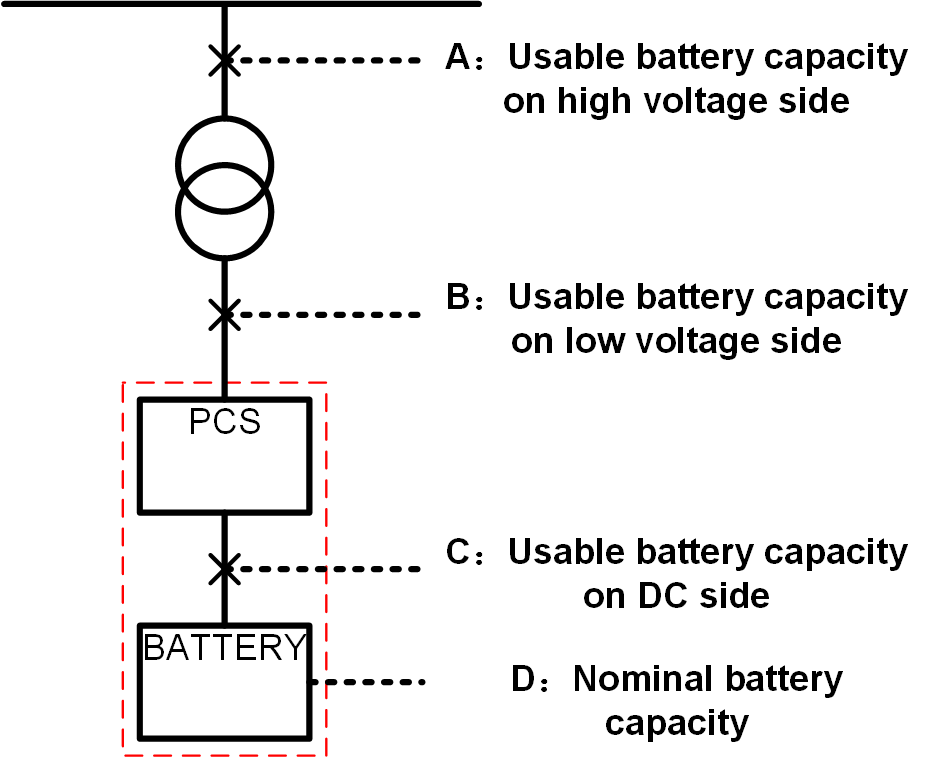 A：Usable battery capacity
on high voltage side
B：Usable battery capacity
on low voltage side
PCS
C：Usable battery capacity
on DC side
BATTERY
D：Nominal battery
capacity